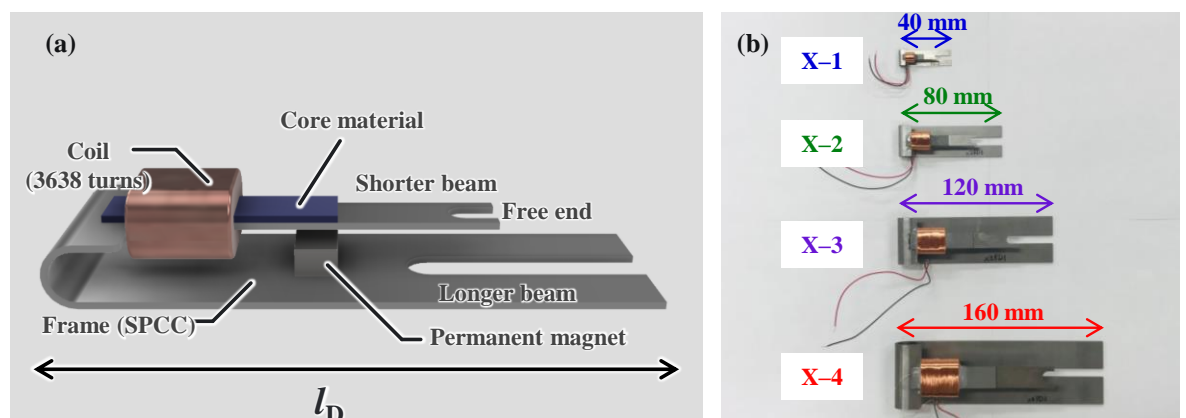 (a)
Core material
Coil
(3638 turns)
Shorter beam
Free end
Longer beam
Frame (SPCC)
Permanent magnet
lD
(b)
40 mm
X–1
80 mm
X–2
120 mm
X–3
160 mm
X–4